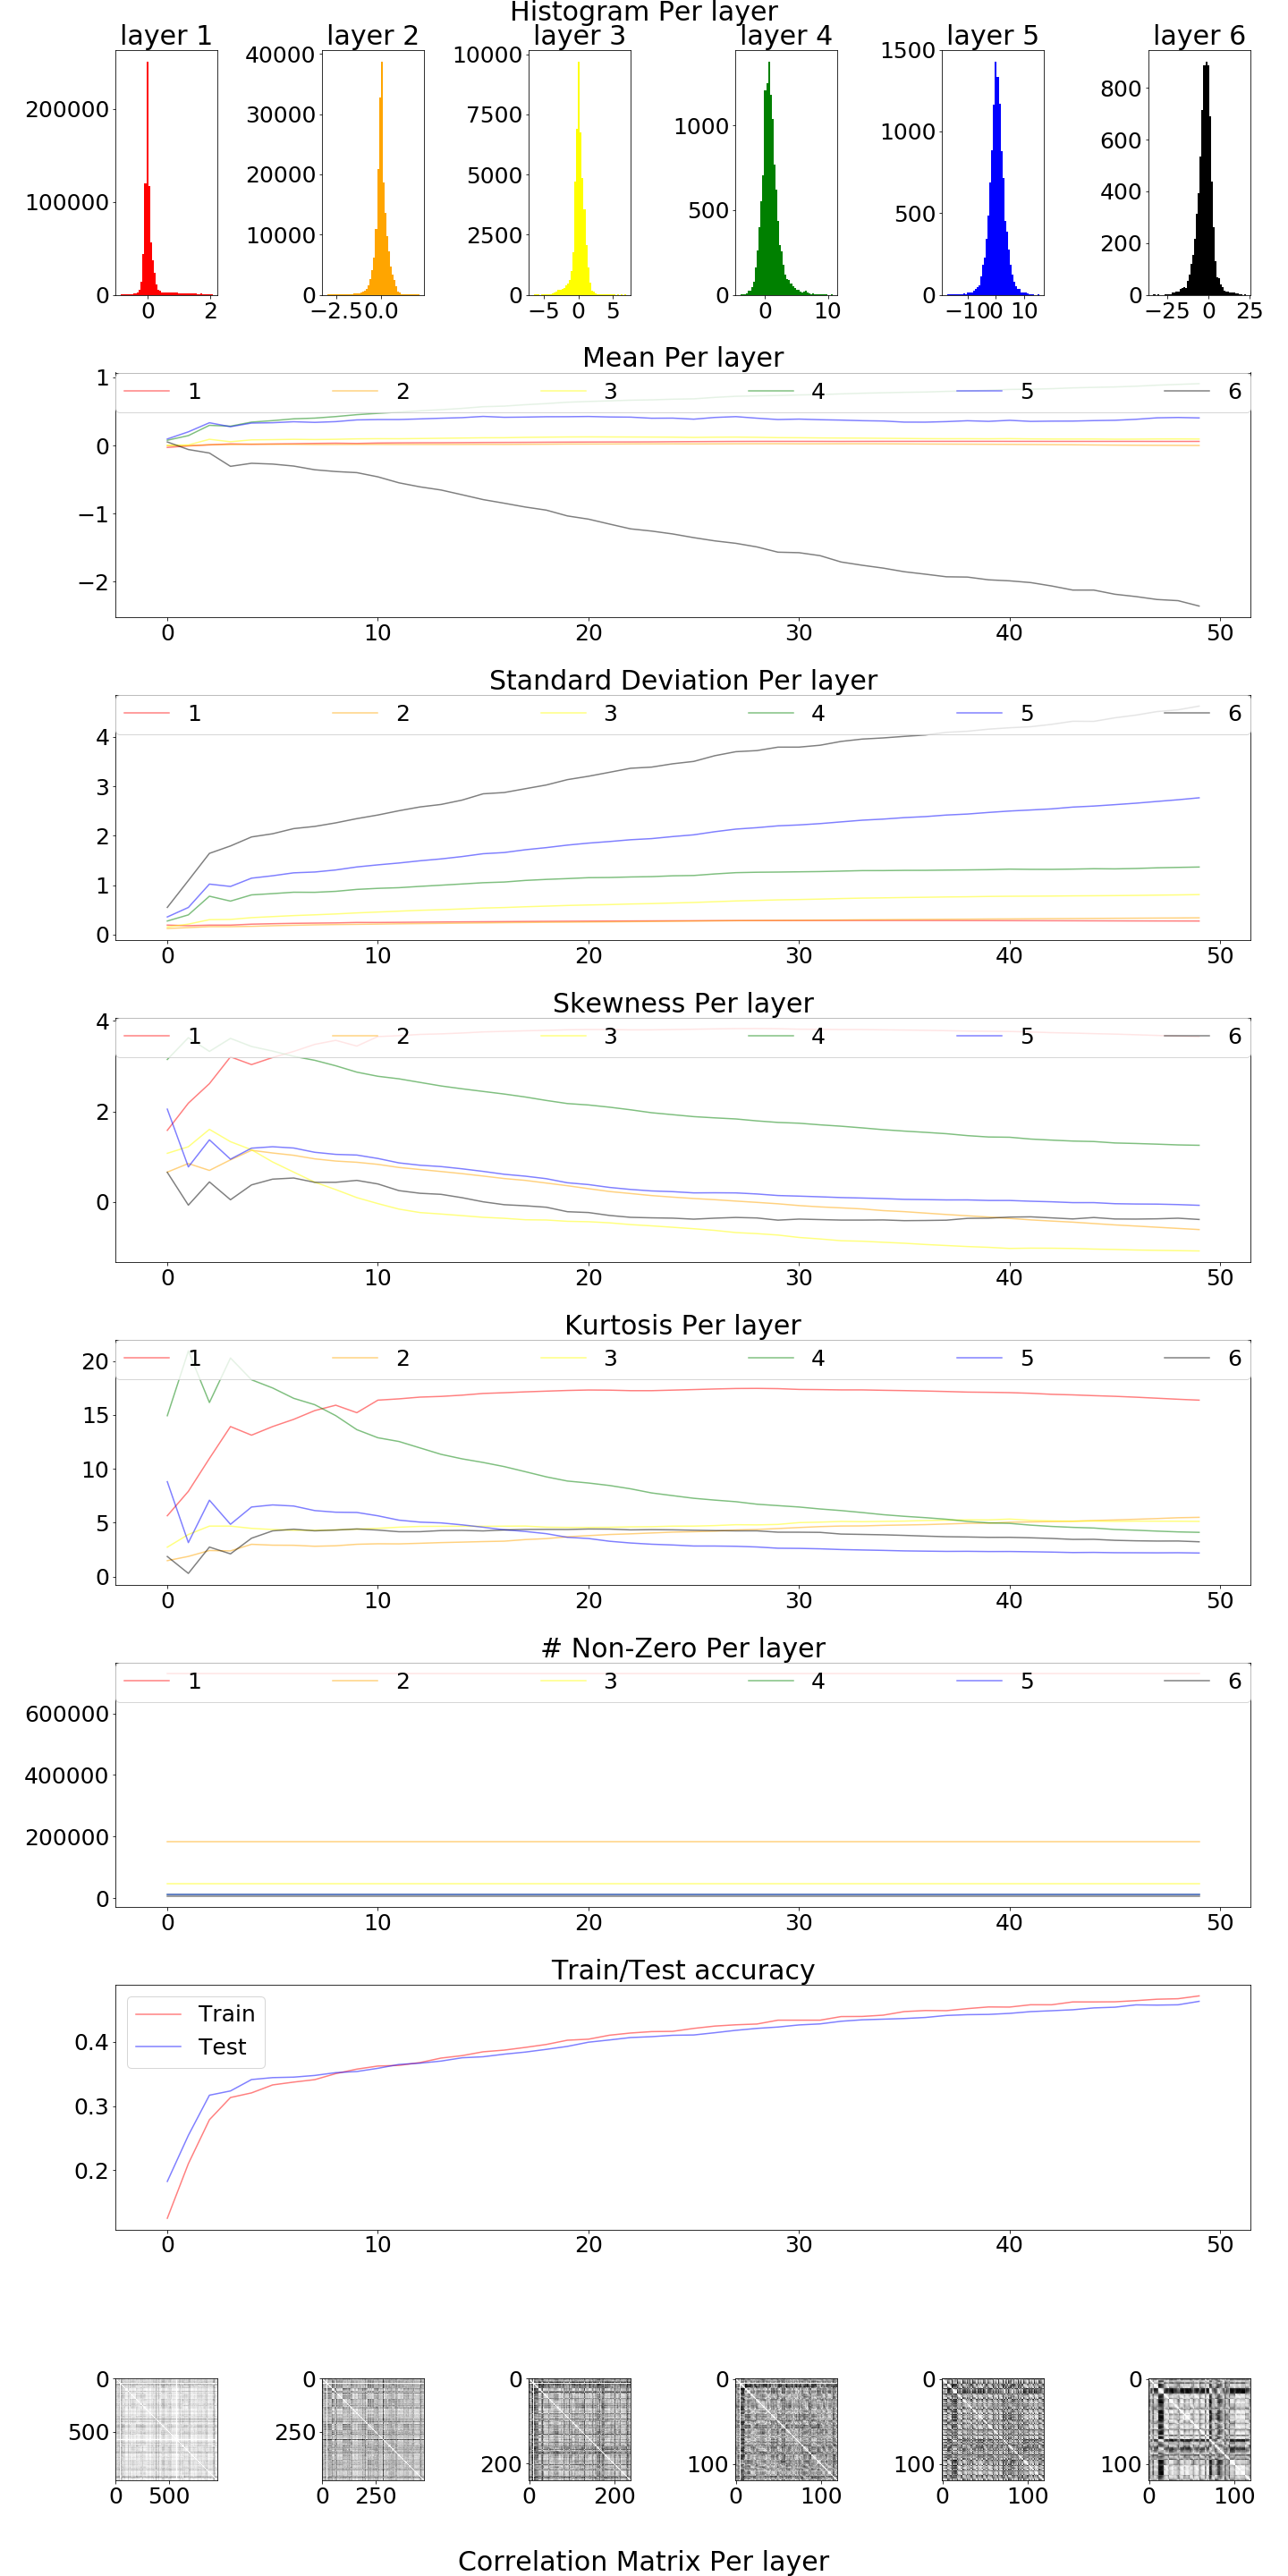 Histogram Per layer
layer 1 layer 2 layer 3 layer 4 layer 5 layer 6
200000
100000
0
0 2
40000
30000
20000
10000
0
−2.5 0.0
10000
7500
5000
2500
0
−5 0 5
1000
500
0
0 10
1500
1000
500
0
−10 0 10
800
600
400
200
0
−25 0 25
Mean Per layer
1 2 3 4 5 6
1
0
−1
−2
0 10 20 30 40 50
Standard Deviation Per layer
1 2 3 4 5 6
4
3
2
1
0
0 10 20 30 40 50
Skewness Per layer
1 2 3 4 5 6
4
2
0
0 10 20 30 40 50
Kurtosis Per layer
1 2 3 4 5 6
20
15
10
5
0
0 10 20 30 40 50
# Non-Zero Per layer
1 2 3 4 5 6
600000
400000
200000
0
0 10 20 30 40 50
Train/Test accuracy
Train
Test
0.4
0.3
0.2
0 10 20 30 40 50
0
500
0 500
0
250
0 250
0
200
0 200
0
100
0 100
0
100
0 100
0
100
0 100
Correlation Matrix Per layer